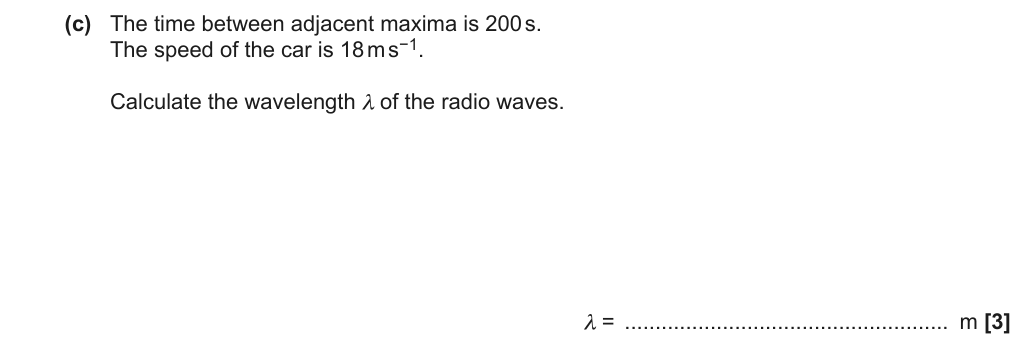 (c) The time between adjacent maxima is 200 s.
The speed of the car is 18 m s⁻¹.
Calculate the wavelength λ of the radio waves.
λ = ..................................................... m [3]